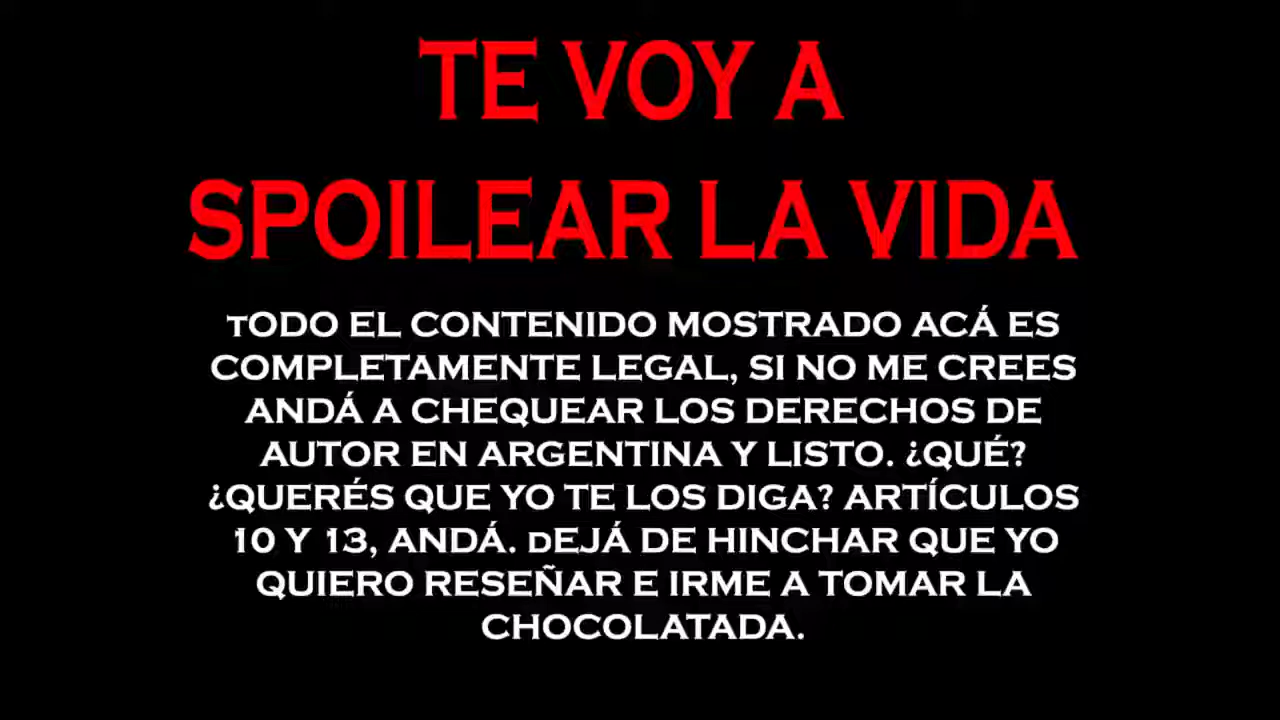 TE VOY A
SPOILEAR LA VIDA
TODO EL CONTENIDO MOSTRADO ACÁ ES
COMPLETAMENTE LEGAL, SI NO ME CREES
ANDÁ A CHEQUEAR LOS DERECHOS DE
AUTOR EN ARGENTINA Y LISTO. ¿QUÉ?
¿QUERÉS QUE YO TE LOS DIGA? ARTÍCULOS
10 Y 13, ANDÁ. DEJÁ DE HINCHAR QUE YO
QUIERO RESEÑAR E IRME A TOMAR LA
CHOCOLATADA.